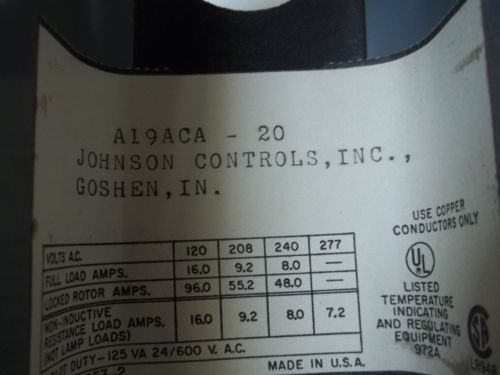 A19ACA - 20
JOHNSON CONTROLS, INC.,
GOSHEN, IN.
USE COPPER
CONDUCTORS ONLY
VOLTS A.C. 120 208 240 277
FULL LOAD AMPS. 16.0 9.2 8.0 —
LOCKED ROTOR AMPS. 96.0 55.2 48.0 —
NON-INDUCTIVE
RESISTANCE LOAD AMPS. 16.0 9.2 8.0 7.2
(NOT LAMP LOADS)
DUTY-125 VA 24/600 V. A.C.
MADE IN U.S.A.
UL
LISTED
TEMPERATURE
INDICATING
AND REGULATING
EQUIPMENT
972A
SA